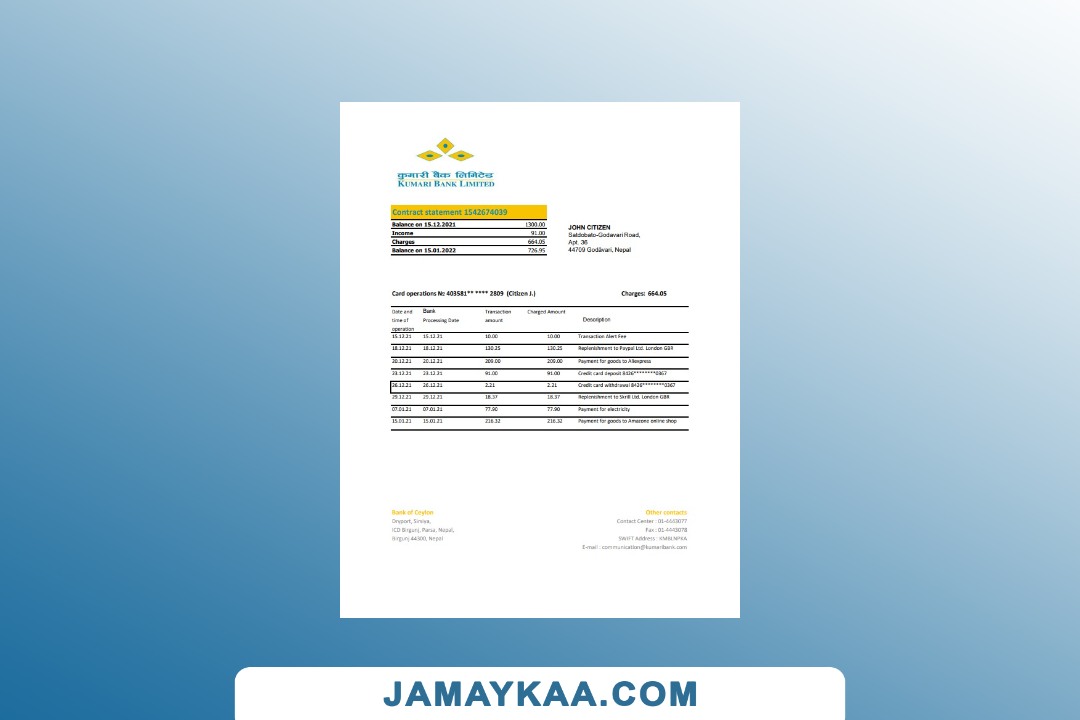 कुमारी बैंक लिमिटेड
KUMARI BANK LIMITED
Contract statement 1542674039
Balance on 15.12.2021 1300.00
Income 91.00
Charges 664.05
Balance on 15.01.2022 726.95
JOHN CITIZEN
Satdobato-Godavari Road,
Apt. 36
44709 Godāvari, Nepal
Card operations № 403581** **** 2809 (Citizen J.) Charges: 664.05
Date and time of operation Bank Processing Date Transaction amount Charged Amount Description
15.12.21 15.12.21 10.00 10.00 Transaction Alert Fee
18.12.21 18.12.21 130.25 130.25 Replenishment to Paypal Ltd. London GBR
20.12.21 20.12.21 209.00 209.00 Payment for goods to Aliexpress
23.12.21 23.12.21 91.00 91.00 Credit card deposit 8426********0367
26.12.21 26.12.21 2.21 2.21 Credit card withdrawal 8426********0367
29.12.21 29.12.21 18.37 18.37 Replenishment to Skrill Ltd. London GBR
07.01.21 07.01.21 77.90 77.90 Payment for electricity
15.01.21 15.01.21 216.32 216.32 Payment for goods to Amazone online shop
Bank of Ceylon
Dryport, Sirsiya,
ICD Birgunj, Parsa, Nepal,
Birgunj 44300, Nepal
Other contacts
Contact Center : 01-4443077
Fax : 01-4443078
SWIFT Address : KMBLNPKA
E-mail : communication@kumaribank.com
JAMAYKAA.COM